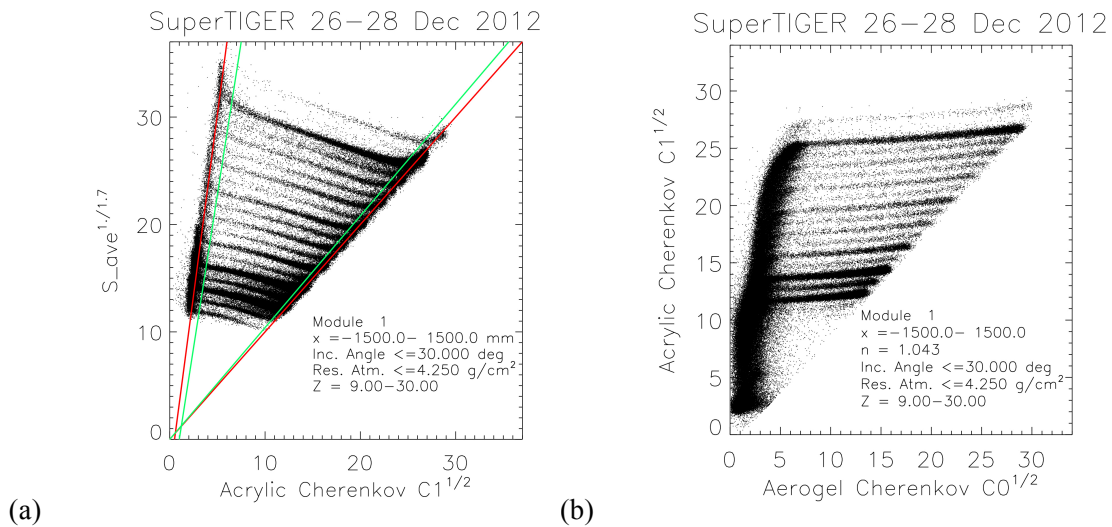 SuperTIGER 26−28 Dec 2012
S_ave^1./1.7
30
20
10
0
Module 1
x =−1500.0− 1500.0 mm
Inc. Angle <=30.000 deg
Res. Atm. <=4.250 g/cm²
Z = 9.00−30.00
0 10 20 30
Acrylic Cherenkov C1^1/2
(a)
SuperTIGER 26−28 Dec 2012
Acrylic Cherenkov C1^1/2
30
25
20
15
10
5
0
Module 1
x =−1500.0− 1500.0
n = 1.043
Inc. Angle <=30.000 deg
Res. Atm. <=4.250 g/cm²
Z = 9.00−30.00
0 5 10 15 20 25 30
Aerogel Cherenkov C0^1/2
(b)